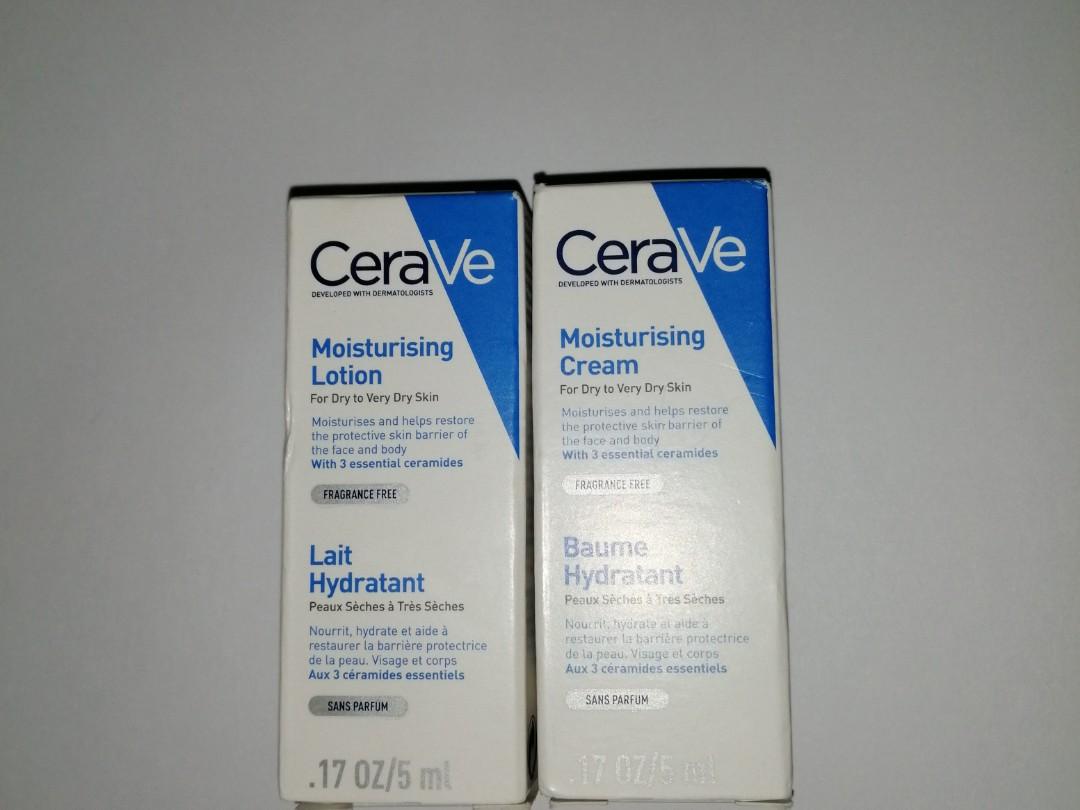 CeraVe
DEVELOPED WITH DERMATOLOGISTS
Moisturising
Lotion
For Dry to Very Dry Skin
Moisturises and helps restore
the protective skin barrier of
the face and body
With 3 essential ceramides
FRAGRANCE FREE
Lait
Hydratant
Peaux Sèches à Très Sèches
Nourrit, hydrate et aide à
restaurer la barrière protectrice
de la peau. Visage et corps
Aux 3 céramides essentiels
SANS PARFUM
.17 OZ/5 ml
CeraVe
DEVELOPED WITH DERMATOLOGISTS
Moisturising
Cream
For Dry to Very Dry Skin
Moisturises and helps restore
the protective skin barrier of
the face and body
With 3 essential ceramides
FRAGRANCE FREE
Baume
Hydratant
Peaux Sèches à Très Sèches
Nourrit, hydrate et aide à
restaurer la barrière protectrice
de la peau. Visage et corps
Aux 3 céramides essentiels
SANS PARFUM
.17 OZ/5 ml